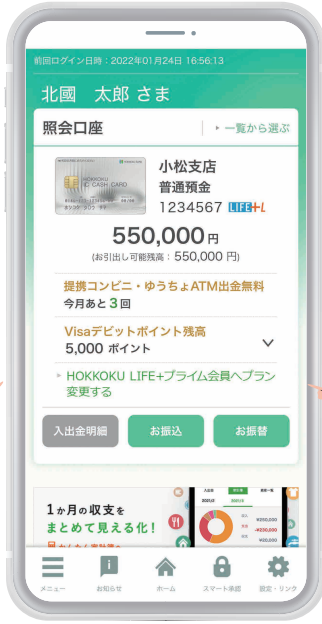 前回ログイン日時：2022年01月24日 16:56:13
北國　太郎 さま
照会口座
一覧から選ぶ
HOKKOKU
IC CASH CARD
小松支店
普通預金
1234567 LIFE+L
550,000円
(お引出し可能残高：550,000 円)
提携コンビニ・ゆうちょATM出金無料
今月あと3回
Visaデビットポイント残高
5,000 ポイント
HOKKOKU LIFE+プライム会員へプラン
変更する
入出金明細
お振込
お振替
1か月の収支を
まとめて見える化！
¥250,000
メニュー
お知らせ
ホーム
スマート承認
設定・リンク